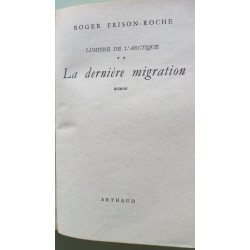 ROGER FRISON-ROCHE
LUMIÈRE DE L'ARCTIQUE
**
La dernière migration
ROMAN
ARTHAUD